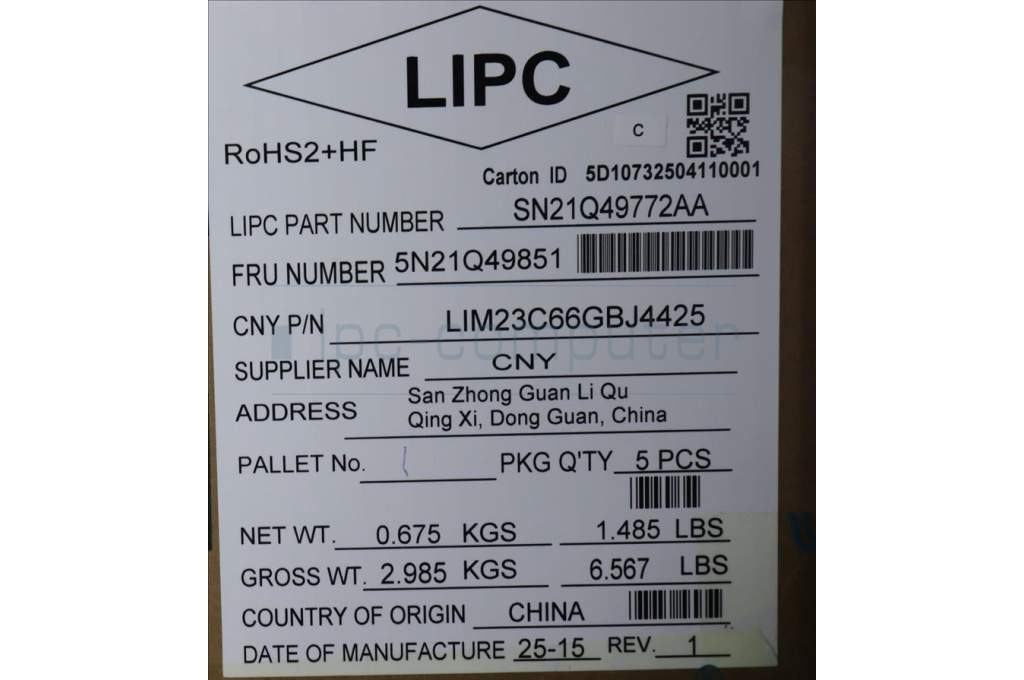 LIPC
C
RoHS2+HF
Carton ID 5D10732504110001
LIPC PART NUMBER SN21Q49772AA
FRU NUMBER 5N21Q49851
CNY P/N LIM23C66GBJ4425
ipc-computer
SUPPLIER NAME CNY
ADDRESS San Zhong Guan Li Qu
Qing Xi, Dong Guan, China
PALLET No. 1 PKG Q'TY 5 PCS
NET WT. 0.675 KGS 1.485 LBS
GROSS WT. 2.985 KGS 6.567 LBS
COUNTRY OF ORIGIN CHINA
DATE OF MANUFACTURE 25-15 REV. 1